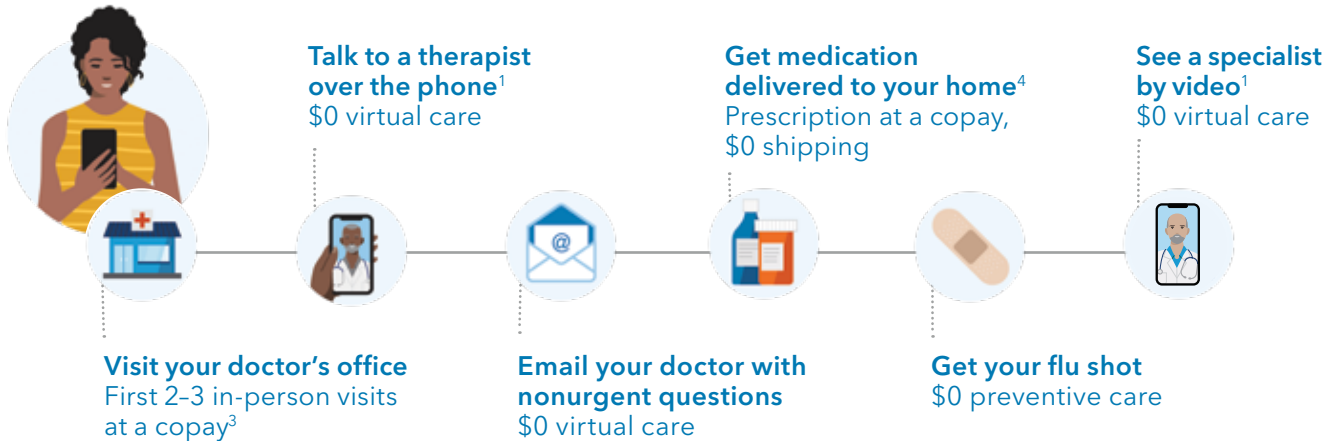 Talk to a therapist
over the phone¹
$0 virtual care
Get medication
delivered to your home⁴
Prescription at a copay,
$0 shipping
See a specialist
by video¹
$0 virtual care
@
Visit your doctor’s office
First 2–3 in-person visits
at a copay³
Email your doctor with
nonurgent questions
$0 virtual care
Get your flu shot
$0 preventive care